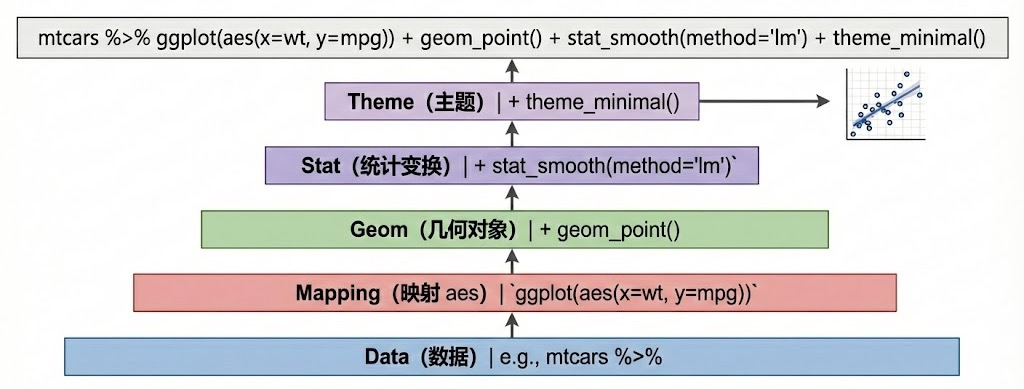 mtcars %>% ggplot(aes(x=wt, y=mpg)) + geom_point() + stat_smooth(method='lm') + theme_minimal()
Theme（主题）| + theme_minimal()
Stat（统计变换）| + stat_smooth(method='lm')`
Geom（几何对象）| + geom_point()
Mapping（映射 aes）| `ggplot(aes(x=wt, y=mpg))`
Data（数据）| e.g., mtcars %>%